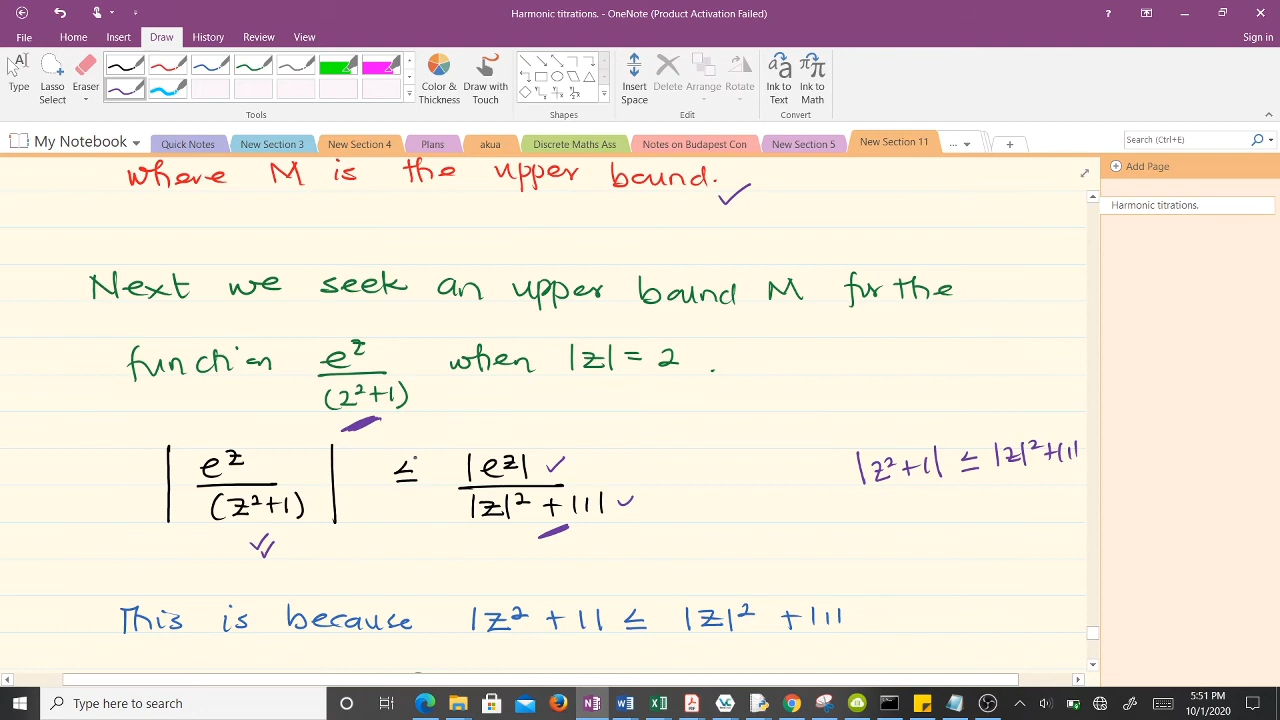 Harmonic titrations. - OneNote (Product Activation Failed)
File Home Insert Draw History Review View Sign in
Type Lasso Select Eraser Color & Thickness Draw with Touch Insert Space Delete Arrange Rotate Ink to Text Ink to Math
Tools Shapes Edit Convert
My Notebook Quick Notes New Section 3 New Section 4 Plans akua Discrete Maths Ass Notes on Budapest Con New Section 5 New Section 11 ... Search (Ctrl+E)
Add Page
Harmonic titrations.
where M is the upper bound.
Next we seek an upper bound M for the
function e^z/(z²+1) when |z| = 2 .
|e^z/(z²+1)| ≤ |e^z|/|z|² + |1| |z²+1| ≤ |z|²+|1|
This is because |z² + 1| ≤ |z|² + |1|
Type here to search
5:51 PM
10/1/2020